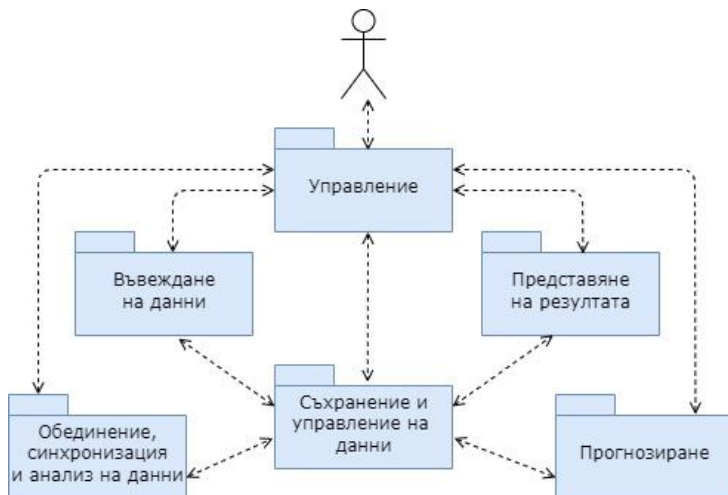 Управление
Въвеждане
на данни
Представяне
на резултата
Обединение,
синхронизация
и анализ на данни
Съхранение и
управление на
данни
Прогнозиране